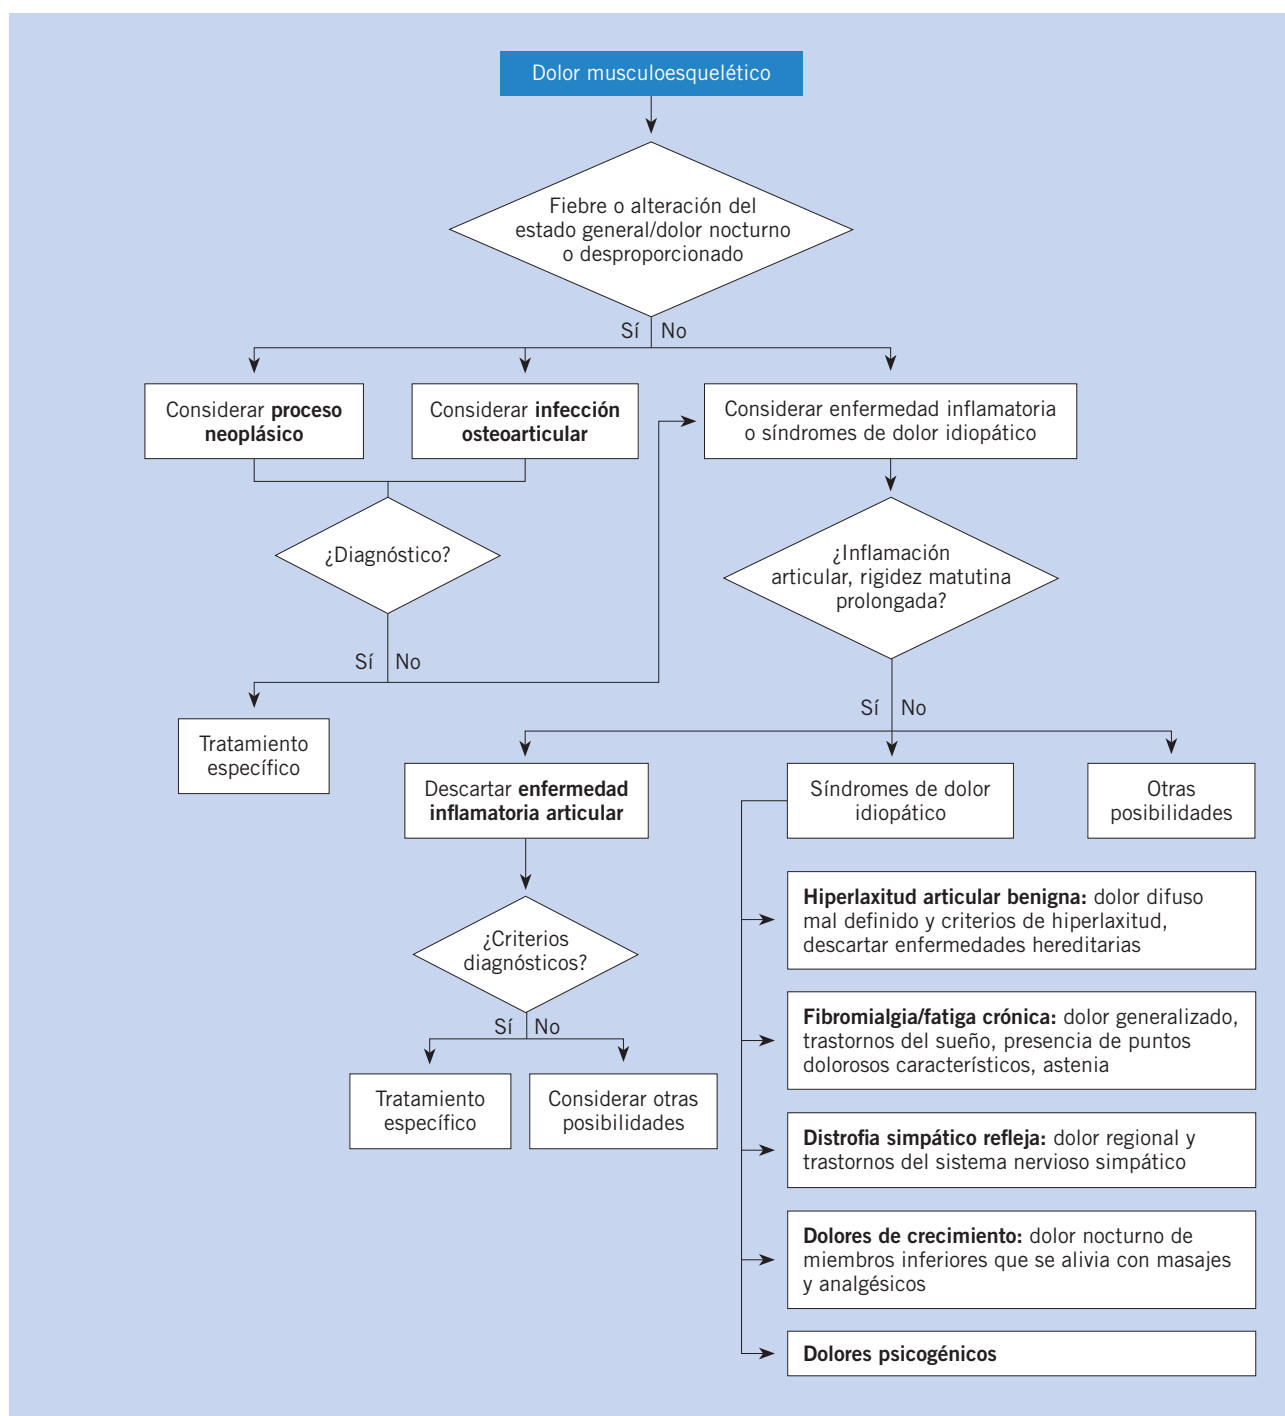 Dolor musculoesquelético
Fiebre o alteración del
estado general/dolor nocturno
o desproporcionado
Sí No
Considerar proceso
neoplásico
Considerar infección
osteoarticular
Considerar enfermedad inflamatoria
o síndromes de dolor idiopático
¿Diagnóstico?
¿Inflamación
articular, rigidez matutina
prolongada?
Sí No
Sí No
Tratamiento
específico
Descartar enfermedad
inflamatoria articular
Síndromes de dolor
idiopático
Otras
posibilidades
¿Criterios
diagnósticos?
Sí No
Tratamiento
específico
Considerar otras
posibilidades
Hiperlaxitud articular benigna: dolor difuso
mal definido y criterios de hiperlaxitud,
descartar enfermedades hereditarias
Fibromialgia/fatiga crónica: dolor generalizado,
trastornos del sueño, presencia de puntos
dolorosos característicos, astenia
Distrofia simpático refleja: dolor regional y
trastornos del sistema nervioso simpático
Dolores de crecimiento: dolor nocturno de
miembros inferiores que se alivia con masajes
y analgésicos
Dolores psicogénicos